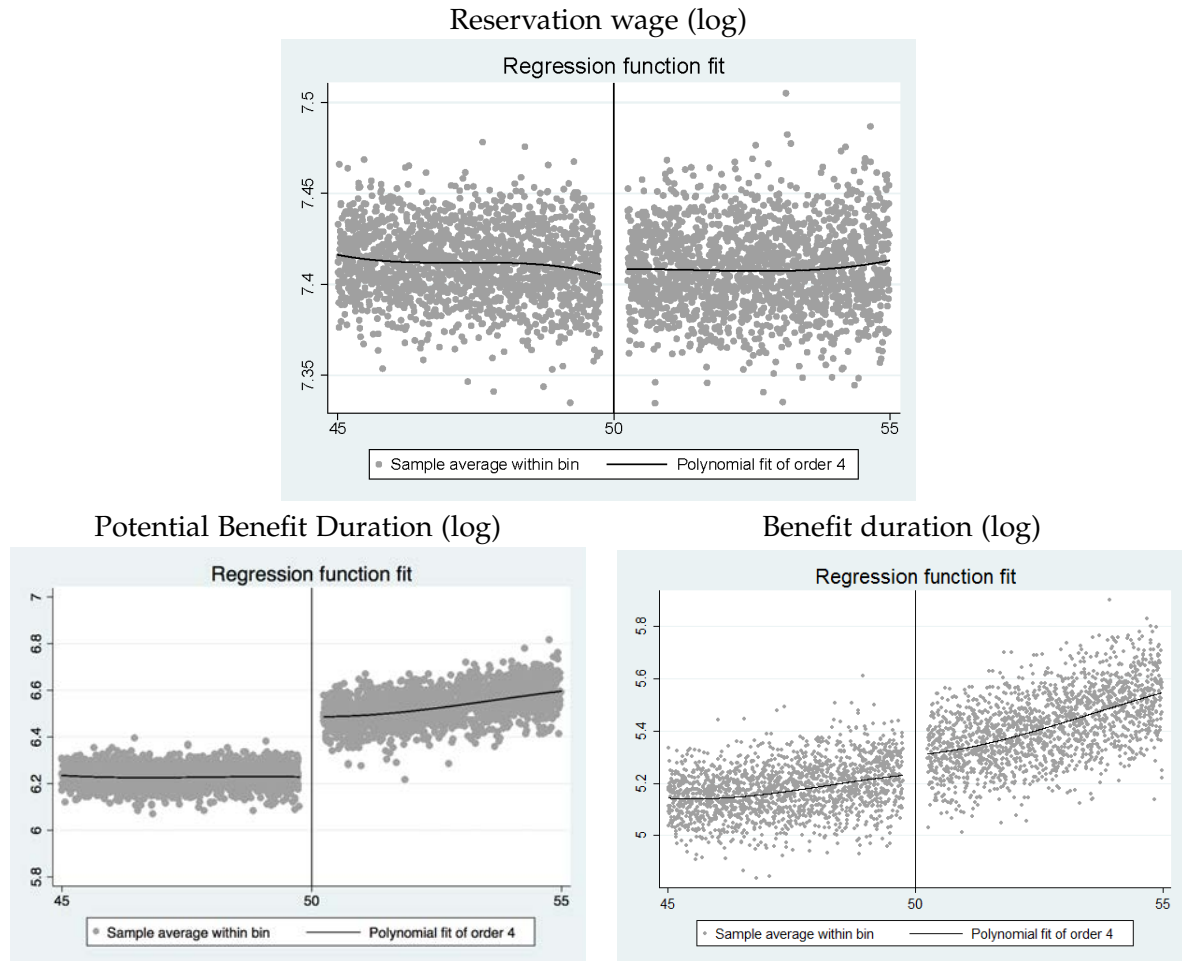 Reservation wage (log)
Regression function fit
7.5
7.45
7.4
7.35
45 50 55
Sample average within bin Polynomial fit of order 4
Potential Benefit Duration (log)
Regression function fit
7
6.8
6.6
6.4
6.2
6
5.8
45 50 55
Sample average within bin Polynomial fit of order 4
Benefit duration (log)
Regression function fit
5.8
5.6
5.4
5.2
5
45 50 55
Sample average within bin Polynomial fit of order 4